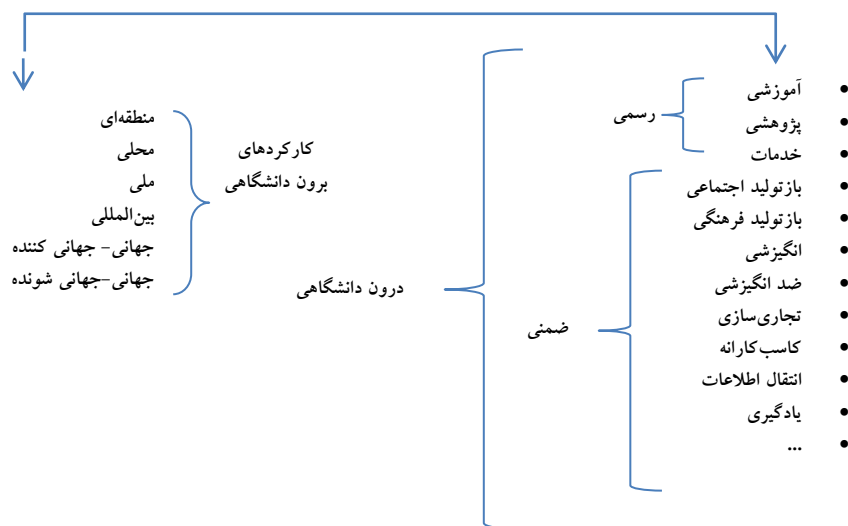 آموزشی
پژوهشی
خدمات
بازتولید اجتماعی
بازتولید فرهنگی
انگیزشی
ضد انگیزشی
تجاری‌سازی
کاسب‌کارانه
انتقال اطلاعات
یادگیری
...
رسمی
ضمنی
درون دانشگاهی
کارکردهای
برون دانشگاهی
منطقه‌ای
محلی
ملی
بین‌المللی
جهانی- جهانی کننده
جهانی-جهانی شونده